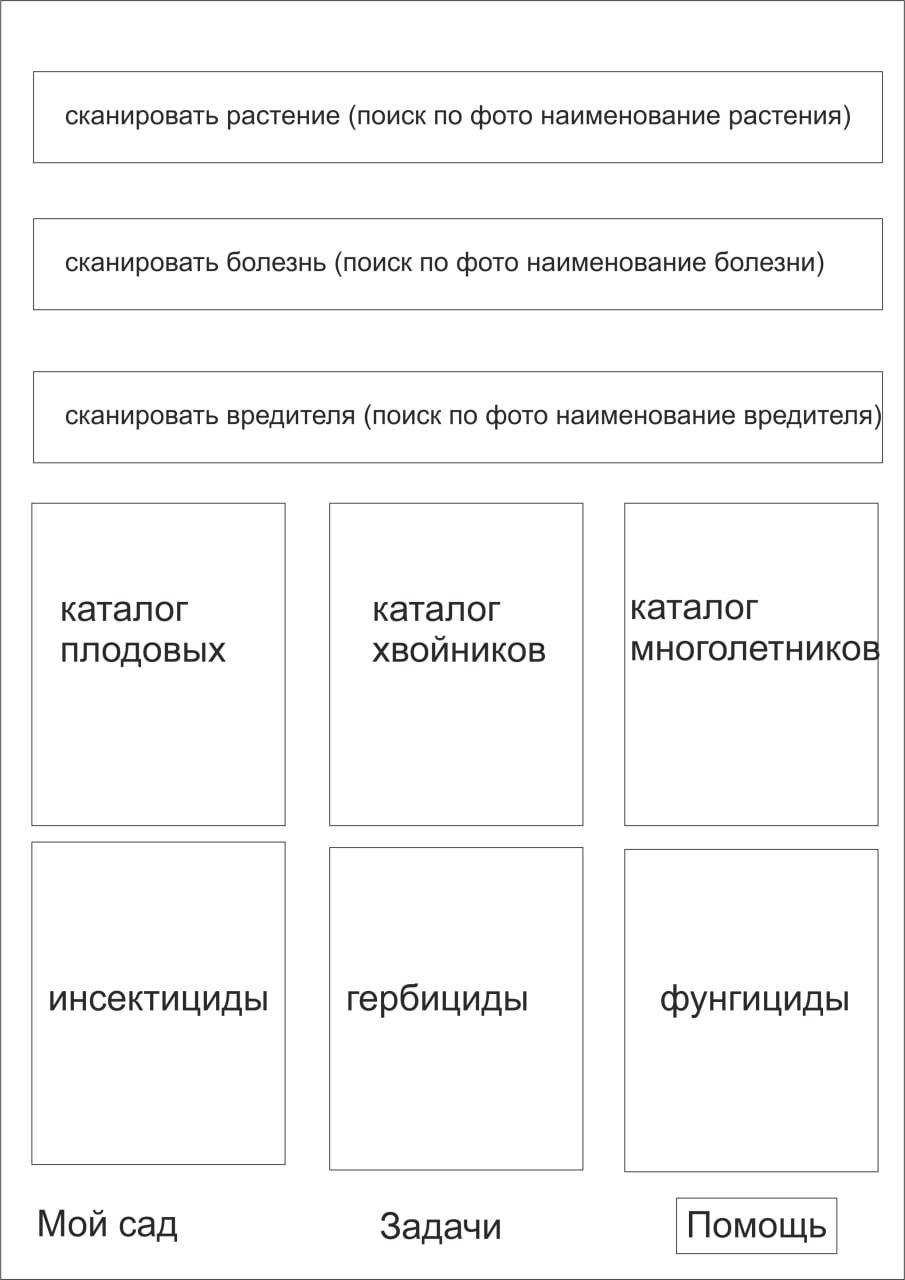 сканировать растение (поиск по фото наименование растения)
сканировать болезнь (поиск по фото наименование болезни)
сканировать вредителя (поиск по фото наименование вредителя)
каталог
плодовых
каталог
хвойников
каталог
многолетников
инсектициды
гербициды
фунгициды
Мой сад
Задачи
Помощь